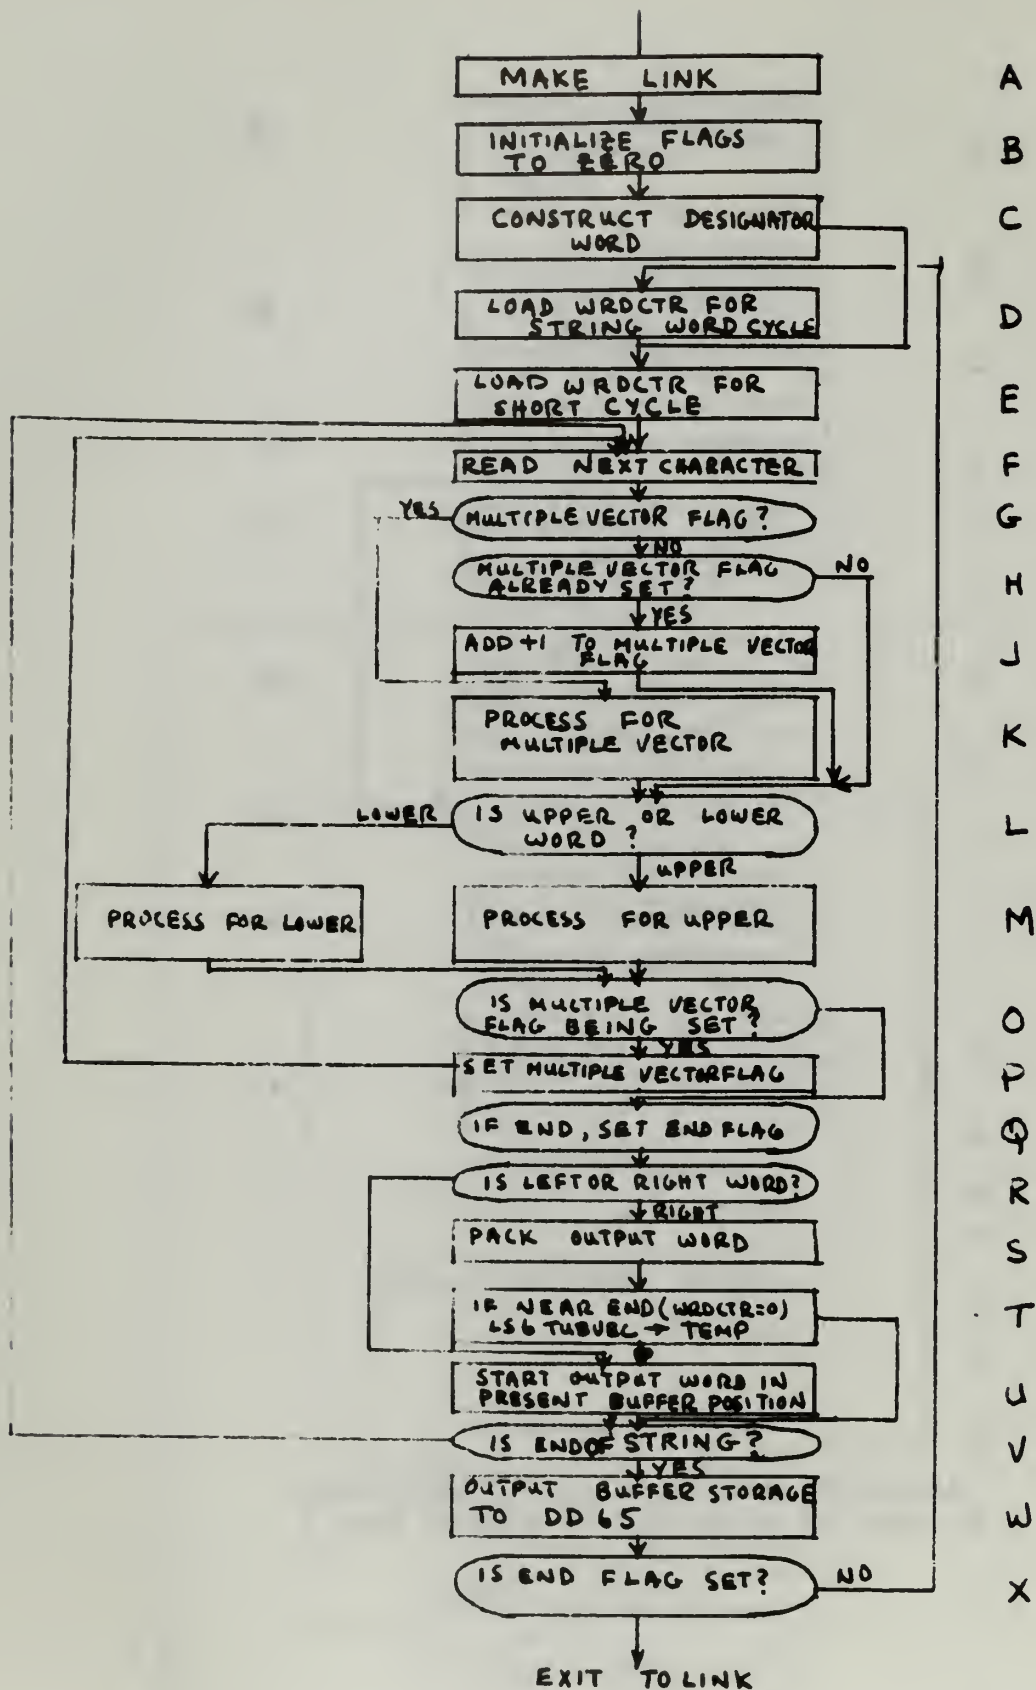 MAKE LINK
A
INITIALIZE FLAGS
TO ZERO
B
CONSTRUCT DESIGNATOR
WORD
C
LOAD WRDCTR FOR
STRING WORD CYCLE
D
LOAD WRDCTR FOR
SHORT CYCLE
E
READ NEXT CHARACTER
F
YES
MULTIPLE VECTOR FLAG?
G
NO
MULTIPLE VECTOR FLAG
ALREADY SET?
NO
H
YES
ADD +1 TO MULTIPLE VECTOR
FLAG
J
PROCESS FOR
MULTIPLE VECTOR
K
LOWER
IS UPPER OR LOWER
WORD?
L
UPPER
PROCESS FOR LOWER
PROCESS FOR UPPER
M
IS MULTIPLE VECTOR
FLAG BEING SET?
O
YES
SET MULTIPLE VECTOR FLAG
P
IF END, SET END FLAG
Q
IS LEFT OR RIGHT WORD?
R
RIGHT
PACK OUTPUT WORD
S
IF NEAR END (WRDCTR=0)
LS6 TUBVEC → TEMP
T
START OUTPUT WORD IN
PRESENT BUFFER POSITION
U
IS END OF STRING?
V
YES
OUTPUT BUFFER STORAGE
TO DD65
W
IS END FLAG SET?
NO
X
EXIT TO LINK